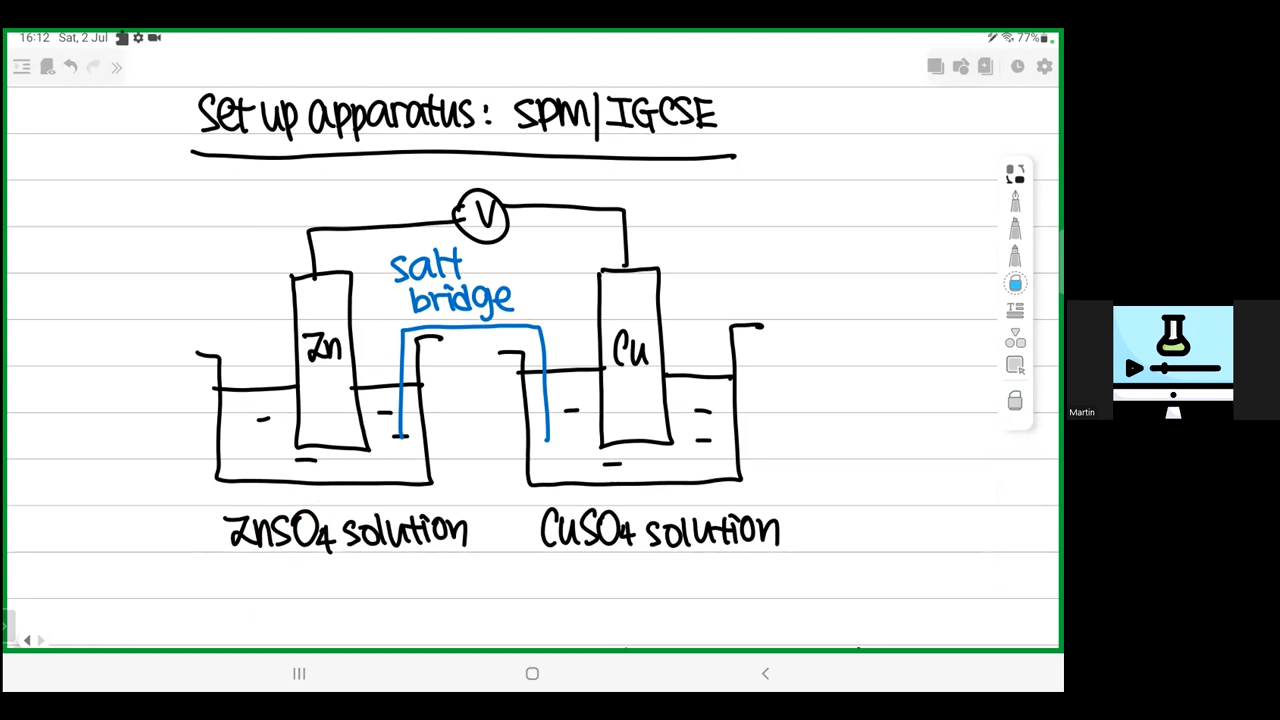 16:12 Sat, 2 Jul
77%
Set up apparatus: SPM/IGCSE
V
salt
bridge
Zn
Cu
ZnSO4 solution
CuSO4 solution
Martin